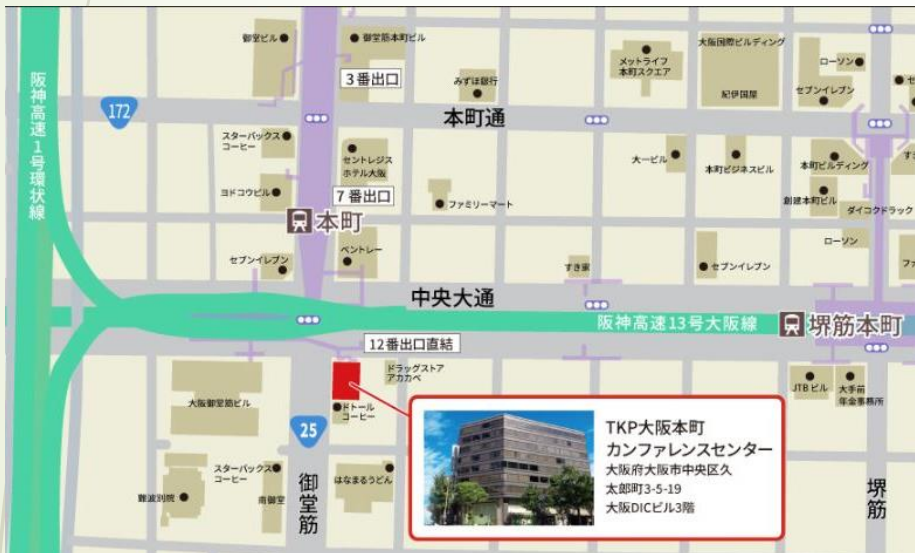 御堂ビル
御堂筋本町ビル
3番出口
みずほ銀行
メットライフ
本町スクエア
大阪国際ビルディング
紀伊国屋
ローソン
セブンイレブン
阪神高速1号環状線
172
本町通
スターバックス
コーヒー
セントレジス
ホテル大阪
大一ビル
本町ビジネスビル
本町ビルディング
ヨドコウビル
7番出口
ファミリーマート
創建本町ビル
ダイコクドラッグ
本町
セブンイレブン
ベントレー
すき家
セブンイレブン
ローソン
中央大通
阪神高速13号大阪線
堺筋本町
12番出口直結
ドラッグストア
アカカベ
大阪御堂筋ビル
ドトール
コーヒー
JTBビル
大手前
年金事務所
25
TKP大阪本町
カンファレンスセンター
大阪府大阪市中央区久
太郎町3-5-19
大阪DICビル3階
スターバックス
コーヒー
難波別院
南御堂
御堂筋
はなまるうどん
堺筋